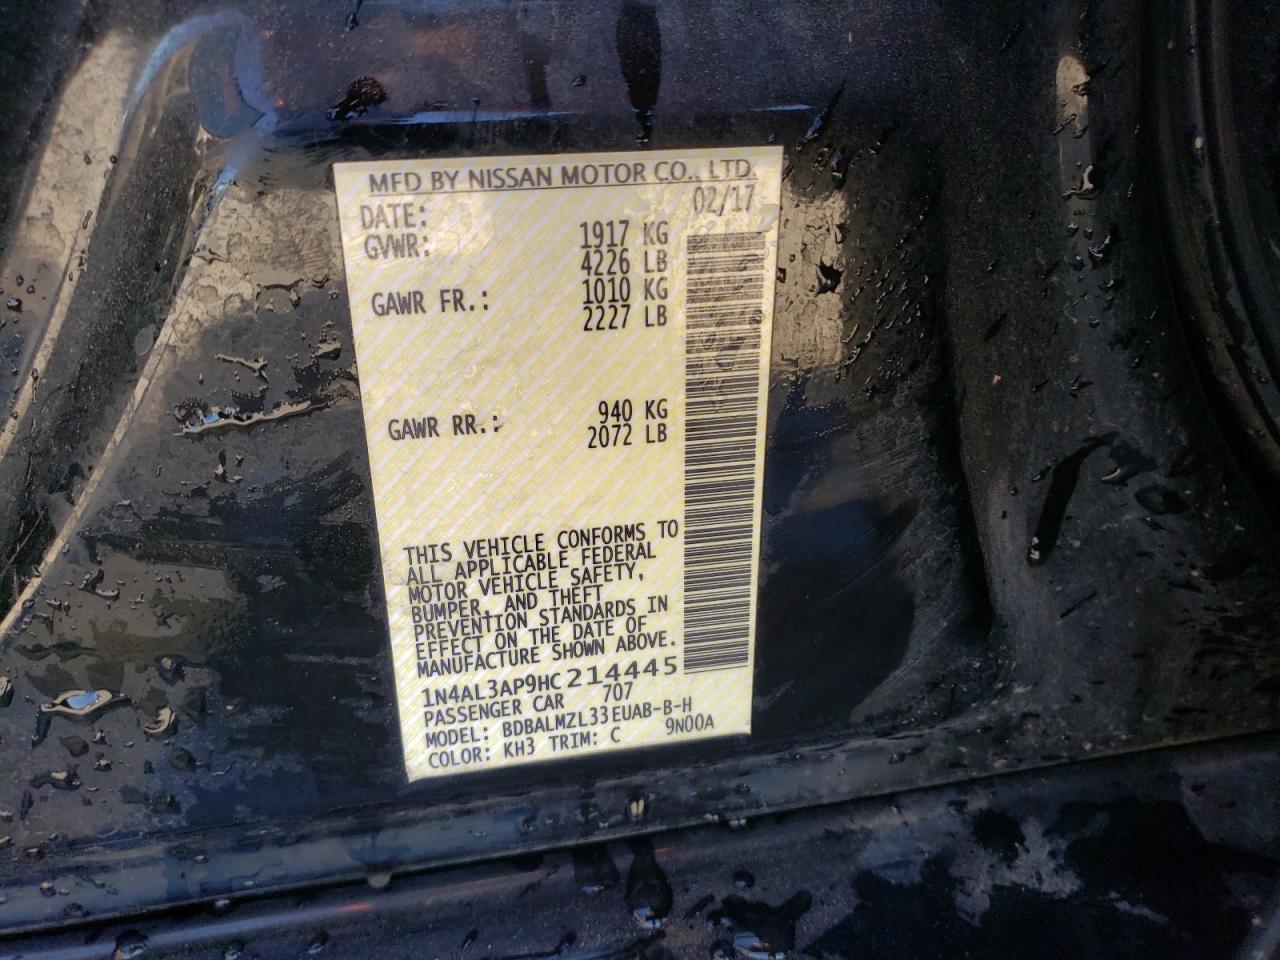 MFD BY NISSAN MOTOR CO., LTD.
DATE: 02/17
GVWR: 1917 KG
4226 LB
GAWR FR.: 1010 KG
2227 LB
GAWR RR.: 940 KG
2072 LB
THIS VEHICLE CONFORMS TO
ALL APPLICABLE FEDERAL
MOTOR VEHICLE SAFETY,
BUMPER, AND THEFT
PREVENTION STANDARDS IN
EFFECT ON THE DATE OF
MANUFACTURE SHOWN ABOVE.
1N4AL3AP9HC214445
PASSENGER CAR 707
MODEL: BDBALMZL33EUAB-B-H
COLOR: KH3 TRIM: C 9N00A